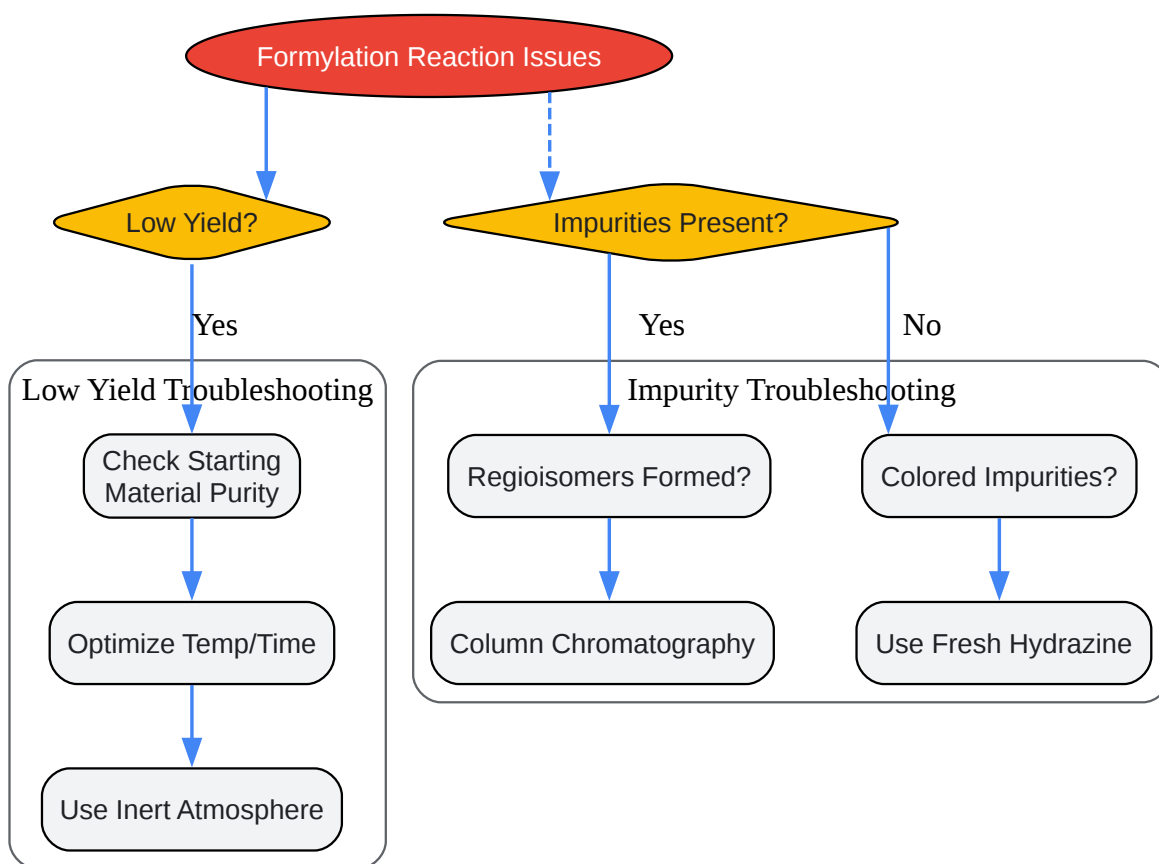 Formylation Reaction Issues
Low Yield?
Impurities Present?
Yes
Yes
No
Low Yield Troubleshooting
Impurity Troubleshooting
Check Starting
Material Purity
Regioisomers Formed?
Colored Impurities?
Optimize Temp/Time
Column Chromatography
Use Fresh Hydrazine
Use Inert Atmosphere